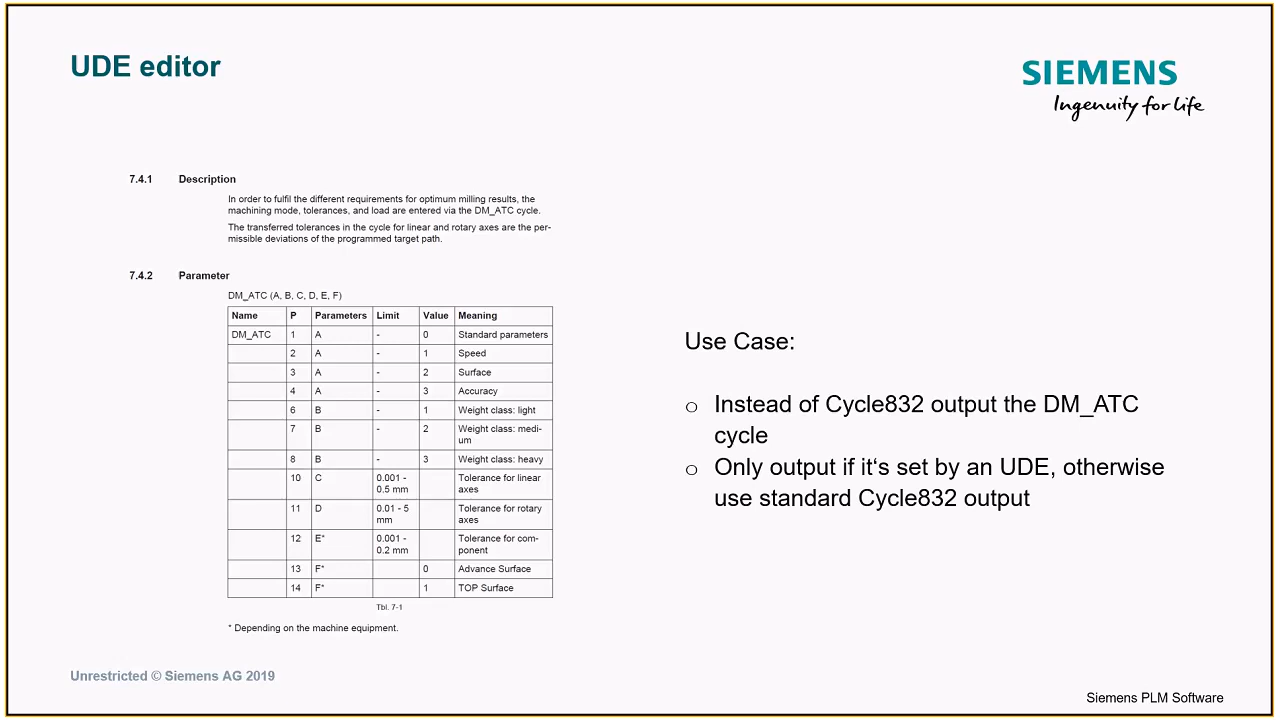 UDE editor
SIEMENS
Ingenuity for life
7.4.1 Description
In order to fulfil the different requirements for optimum milling results, the
machining mode, tolerances, and load are entered via the DM_ATC cycle.
The transferred tolerances in the cycle for linear and rotary axes are the per-
missible deviations of the programmed target path.
7.4.2 Parameter
DM_ATC (A, B, C, D, E, F)
Name P Parameters Limit Value Meaning
DM_ATC 1 A - 0 Standard parameters
2 A - 1 Speed
3 A - 2 Surface
4 A - 3 Accuracy
6 B - 1 Weight class: light
7 B - 2 Weight class: medi-
um
8 B - 3 Weight class: heavy
10 C 0.001 - Tolerance for linear
0.5 mm axes
11 D 0.01 - 5 Tolerance for rotary
mm axes
12 E* 0.001 - Tolerance for com-
0.2 mm ponent
13 F* 0 Advance Surface
14 F* 1 TOP Surface
Tbl. 7-1
* Depending on the machine equipment.
Use Case:
o Instead of Cycle832 output the DM_ATC
cycle
o Only output if it‘s set by an UDE, otherwise
use standard Cycle832 output
Unrestricted © Siemens AG 2019
Siemens PLM Software